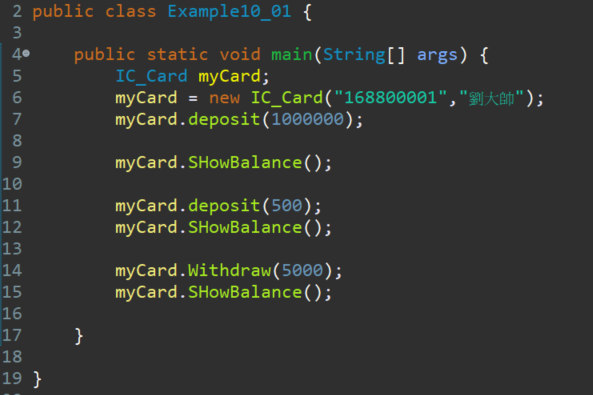 2 public class Example10_01 {
3
4 public static void main(String[] args) {
5 IC_Card myCard;
6 myCard = new IC_Card("168800001","劉大帥");
7 myCard.deposit(1000000);
8
9 myCard.SHowBalance();
10
11 myCard.deposit(500);
12 myCard.SHowBalance();
13
14 myCard.Withdraw(5000);
15 myCard.SHowBalance();
16
17 }
18
19 }